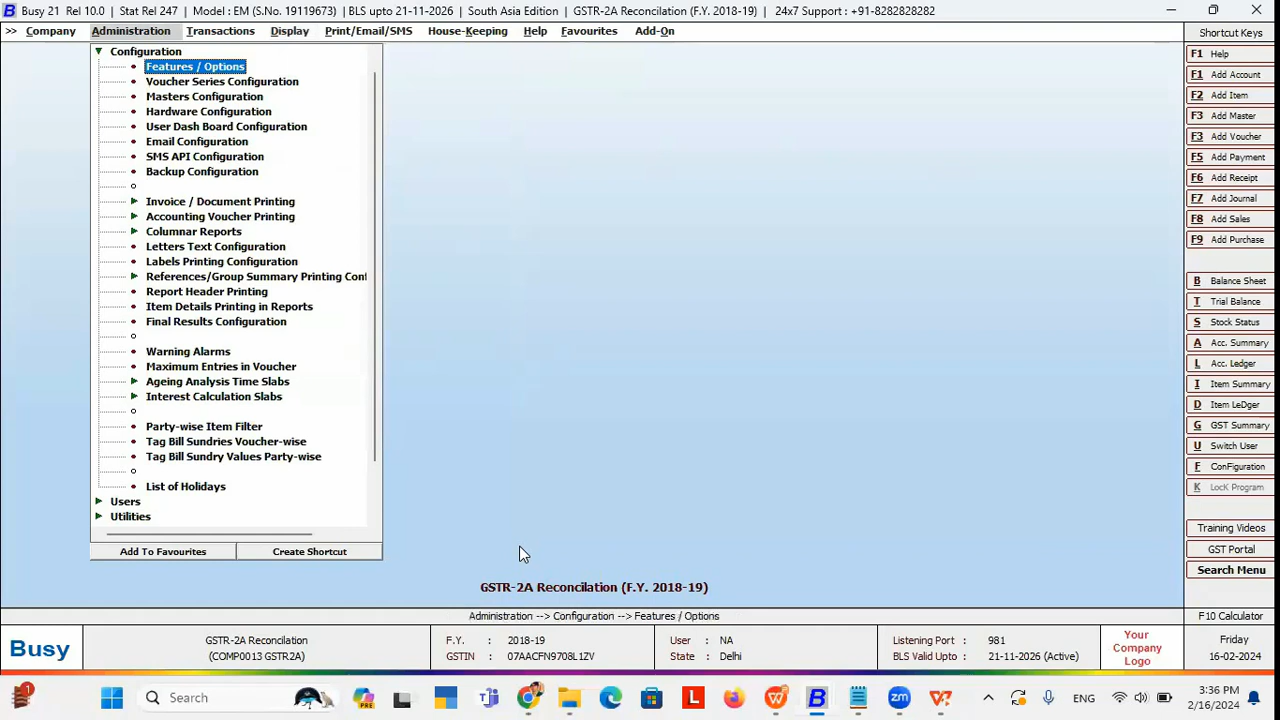 Busy 21 Rel 10.0 | Stat Rel 247 | Model : EM (S.No. 19119673) | BLS upto 21-11-2026 | South Asia Edition | GSTR-2A Reconcilation (F.Y. 2018-19) | 24x7 Support : +91-8282828282
>> Company Administration Transactions Display Print/Email/SMS House-Keeping Help Favourites Add-On
Shortcut Keys
Configuration
Features / Options
Voucher Series Configuration
Masters Configuration
Hardware Configuration
User Dash Board Configuration
Email Configuration
SMS API Configuration
Backup Configuration
Invoice / Document Printing
Accounting Voucher Printing
Columnar Reports
Letters Text Configuration
Labels Printing Configuration
References/Group Summary Printing Conf
Report Header Printing
Item Details Printing in Reports
Final Results Configuration
Warning Alarms
Maximum Entries in Voucher
Ageing Analysis Time Slabs
Interest Calculation Slabs
Party-wise Item Filter
Tag Bill Sundries Voucher-wise
Tag Bill Sundry Values Party-wise
List of Holidays
Users
Utilities
Add To Favourites Create Shortcut
F1 Help
F1 Add Account
F2 Add Item
F3 Add Master
F3 Add Voucher
F5 Add Payment
F6 Add Receipt
F7 Add Journal
F8 Add Sales
F9 Add Purchase
B Balance Sheet
T Trial Balance
S Stock Status
A Acc. Summary
L Acc. Ledger
I Item Summary
D Item LeDger
G GST Summary
U Switch User
F ConFiguration
K LocK Program
Training Videos
GST Portal
Search Menu
GSTR-2A Reconcilation (F.Y. 2018-19)
Administration --> Configuration --> Features / Options
F10 Calculator
Busy
GSTR-2A Reconcilation
(COMP0013 GSTR2A)
F.Y. : 2018-19
GSTIN : 07AACFN9708L1ZV
User : NA
State : Delhi
Listening Port : 981
BLS Valid Upto : 21-11-2026 (Active)
Your
Company
Logo
Friday
16-02-2024
1
Search
PRE
L
B
zm
ENG
3:36 PM
2/16/2024